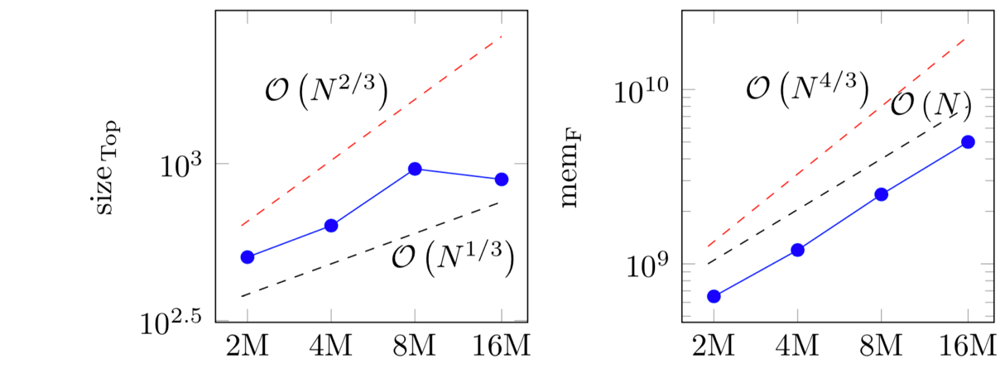 size_Top
10^3
10^2.5
𝒪 (N^2/3)
𝒪 (N^1/3)
2M 4M 8M 16M
mem_F
10^10
10^9
𝒪 (N^4/3)
𝒪 (N)
2M 4M 8M 16M